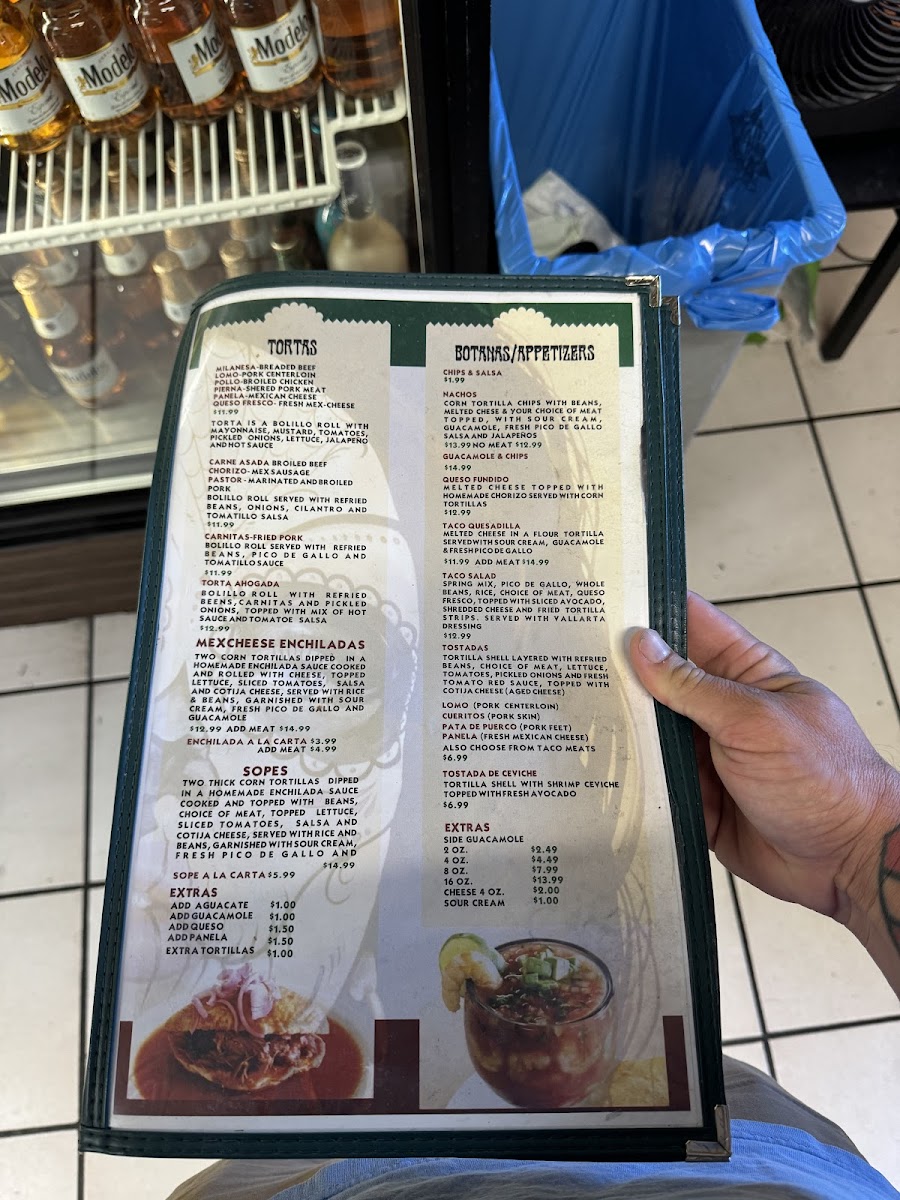 Modelo
Modelo
Mod
Modelo
TORTAS
MILANESA-BREADED BEEF
LOMO-PORK CENTERLOIN
POLLO-BROILED CHICKEN
PIERNA-SHERED PORK MEAT
PANELA-MEXICAN CHEESE
QUESO FRESCO- FRESH MEX-CHEESE
$11.99
TORTA IS A BOLILLO ROLL WITH
MAYONNAISE, MUSTARD, TOMATOES,
PICKLED ONIONS, LETTUCE, JALAPEÑO
AND HOT SAUCE
CARNE ASADA BROILED BEEF
CHORIZO- MEX SAUSAGE
PASTOR - MARINATED AND BROILED
PORK
BOLILLO ROLL SERVED WITH REFRIED
BEANS, ONIONS, CILANTRO AND
TOMATILLO SALSA
$11.99
CARNITAS-FRIED PORK
BOLILLO ROLL SERVED WITH REFRIED
BEANS, PICO DE GALLO AND
TOMATILLO SAUCE
$11.99
TORTA AHOGADA
BOLILLO ROLL WITH REFRIED
BEENS,CARNITAS AND PICKLED
ONIONS, TOPPED WITH MIX OF HOT
SAUCE AND TOMATOE SALSA
$12.99
MEXCHEESE ENCHILADAS
TWO CORN TORTILLAS DIPPED IN A
HOMEMADE ENCHILADA SAUCE COOKED
AND ROLLED WITH CHEESE, TOPPED
LETTUCE, SLICED TOMATOES, SALSA
AND COTIJA CHEESE, SERVED WITH RICE
& BEANS, GARNISHED WITH SOUR
CREAM, FRESH PICO DE GALLO AND
GUACAMOLE
$12.99 ADD MEAT $14.99
ENCHILADA A LA CARTA $3.99
ADD MEAT $4.99
SOPES
TWO THICK CORN TORTILLAS DIPPED
IN A HOMEMADE ENCHILADA SAUCE
COOKED AND TOPPED WITH BEANS,
CHOICE OF MEAT, TOPPED LETTUCE,
SLICED TOMATOES, SALSA AND
COTIJA CHEESE, SERVED WITH RICE AND
BEANS, GARNISHED WITH SOUR CREAM,
FRESH PICO DE GALLO AND
$14.99
SOPE A LA CARTA $5.99
EXTRAS
ADD AGUACATE $1.00
ADD GUACAMOLE $1.00
ADD QUESO $1.50
ADD PANELA $1.50
EXTRA TORTILLAS $1.00
BOTANAS/APPETIZERS
CHIPS & SALSA
$1.99
NACHOS
CORN TORTILLA CHIPS WITH BEANS,
MELTED CHESE & YOUR CHOICE OF MEAT
TOPPED, WITH SOUR CREAM,
GUACAMOLE, FRESH PICO DE GALLO
SALSA AND JALAPEÑOS
$13.99 NO MEAT $12.99
GUACAMOLE & CHIPS
$14.99
QUESO FUNDIDO
MELTED CHEESE TOPPED WITH
HOMEMADE CHORIZO SERVED WITH CORN
TORTILLAS
$12.99
TACO QUESADILLA
MELTED CHEESE IN A FLOUR TORTILLA
SERVED WITH SOUR CREAM, GUACAMOLE
& FRESH PICO DE GALLO
$11.99 ADD MEAT $14.99
TACO SALAD
SPRING MIX, PICO DE GALLO, WHOLE
BEANS, RICE, CHOICE OF MEAT, QUESO
FRESCO, TOPPED WITH SLICED AVOCADO,
SHREDDED CHEESE AND FRIED TORTILLA
STRIPS. SERVED WITH VALLARTA
DRESSING
$12.99
TOSTADAS
TORTILLA SHELL LAYERED WITH REFRIED
BEANS, CHOICE OF MEAT, LETTUCE,
TOMATOES, PICKLED ONIONS AND FRESH
TOMATO RED SAUCE, TOPPED WITH
COTIJA CHEESE (AGED CHEESE)
LOMO (PORK CENTERLOIN)
CUERITOS (PORK SKIN)
PATA DE PUERCO (PORK FEET)
PANELA (FRESH MEXICAN CHEESE)
ALSO CHOOSE FROM TACO MEATS
$6.99
TOSTADA DE CEVICHE
TORTILLA SHELL WITH SHRIMP CEVICHE
TOPPED WITH FRESH AVOCADO
$6.99
EXTRAS
SIDE GUACAMOLE
2 OZ. $2.49
4 OZ. $4.49
8 OZ. $7.99
16 OZ. $13.99
CHEESE 4 OZ. $2.00
SOUR CREAM $1.00